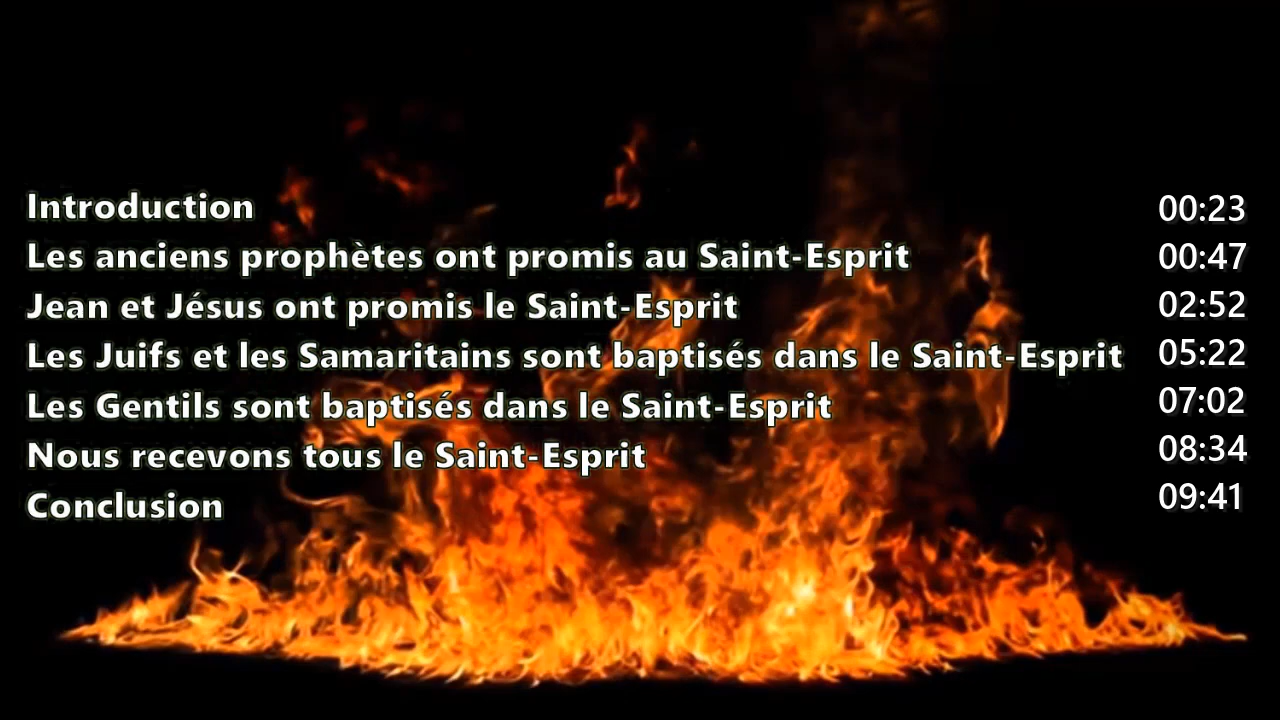 Introduction 00:23
Les anciens prophètes ont promis au Saint-Esprit 00:47
Jean et Jésus ont promis le Saint-Esprit 02:52
Les Juifs et les Samaritains sont baptisés dans le Saint-Esprit 05:22
Les Gentils sont baptisés dans le Saint-Esprit 07:02
Nous recevons tous le Saint-Esprit 08:34
Conclusion 09:41